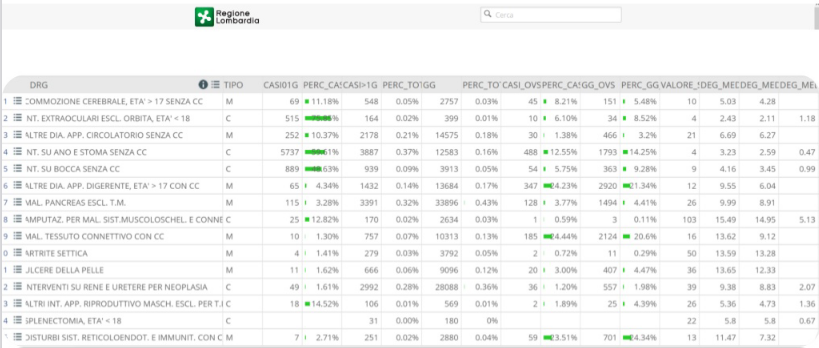 Regione
Lombardia
Cerca
DRG TIPO CASI01G PERC_CA CASI>1G PERC_TO GG PERC_TO CASI_OVS PERC_CA GG_OVS PERC_GG VALORE_S DEG_MED DEG_MED DEG_MED
1 COMMOZIONE CEREBRALE, ETA' > 17 SENZA CC M 69 11.18% 548 0.05% 2757 0.03% 45 8.21% 151 5.48% 10 5.03 4.28
2 INT. EXTRAOCULARI ESCL. ORBITA, ETA' < 18 C 515 164 0.02% 399 0.01% 10 6.10% 34 8.52% 4 2.43 2.11 1.18
3 ALTRE DIA. APP. CIRCOLATORIO SENZA CC M 252 10.37% 2178 0.21% 14575 0.18% 30 1.38% 466 3.2% 21 6.69 6.27
4 INT. SU ANO E STOMA SENZA CC C 5737 3887 0.37% 12583 0.16% 488 12.55% 1793 14.25% 4 3.23 2.59 0.47
5 INT. SU BOCCA SENZA CC C 889 939 0.09% 3913 0.05% 54 5.75% 363 9.28% 9 4.16 3.45 0.99
6 ALTRE DIA. APP. DIGERENTE, ETA' > 17 CON CC M 65 4.34% 1432 0.14% 13684 0.17% 347 24.23% 2920 21.34% 12 9.55 6.04
7 MAL. PANCREAS ESCL. T.M. M 115 3.28% 3391 0.32% 33896 0.43% 128 3.77% 1494 4.41% 26 9.99 8.91
8 AMPUTAZ. PER MAL. SIST.MUSCOLOSCHEL. E CONNE C 25 12.82% 170 0.02% 2634 0.03% 1 0.59% 3 0.11% 103 15.49 14.95 5.13
9 MAL. TESSUTO CONNETTIVO CON CC M 10 1.30% 757 0.07% 10313 0.13% 185 24.44% 2124 20.6% 16 13.62 9.12
0 ARTRITE SETTICA M 4 1.41% 279 0.03% 3792 0.05% 2 0.72% 11 0.29% 50 13.59 13.28
1 ULCERE DELLA PELLE M 11 1.62% 666 0.06% 9096 0.12% 20 3.00% 407 4.47% 36 13.65 12.33
2 INTERVENTI SU RENE E URETERE PER NEOPLASIA C 49 1.61% 2992 0.28% 28088 0.36% 36 1.20% 557 1.98% 39 9.38 8.83 2.07
3 ALTRI INT. APP. RIPRODUTTIVO MASCH. ESCL. PER T.I C 18 14.52% 106 0.01% 569 0.01% 2 1.89% 25 4.39% 26 5.36 4.73 1.36
4 SPLENECTOMIA, ETA' < 18 C 31 0.00% 180 0% 22 5.8 5.8 0.67
DISTURBI SIST. RETICOLOENDOT. E IMMUNIT. CON C M 7 2.71% 251 0.02% 2880 0.04% 59 23.51% 701 24.34% 13 11.47 7.32